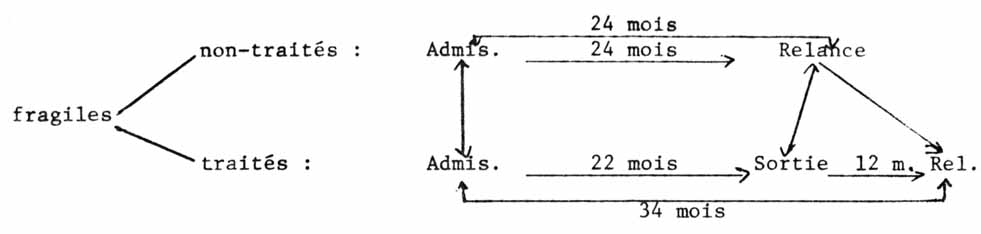 24 mois
non-traités : Admis. 24 mois Relance
fragiles
traités : Admis. 22 mois Sortie 12 m. Rel.
34 mois